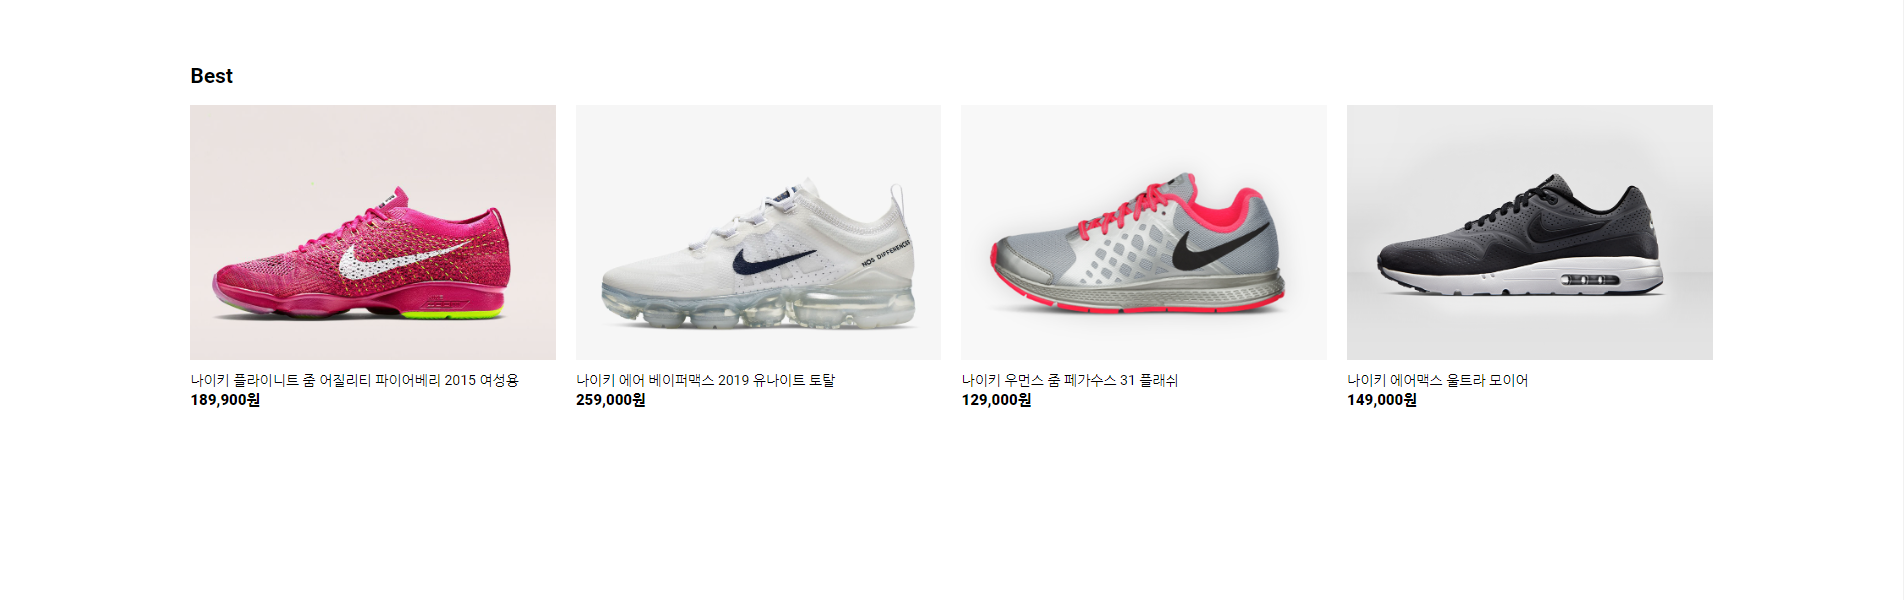 Best
나이키 플라이니트 줌 어질리티 파이어베리 2015 여성용
189,900원
나이키 에어 베이퍼맥스 2019 유나이트 토탈
259,000원
나이키 우먼스 줌 페가수스 31 플래쉬
129,000원
나이키 에어맥스 울트라 모이어
149,000원